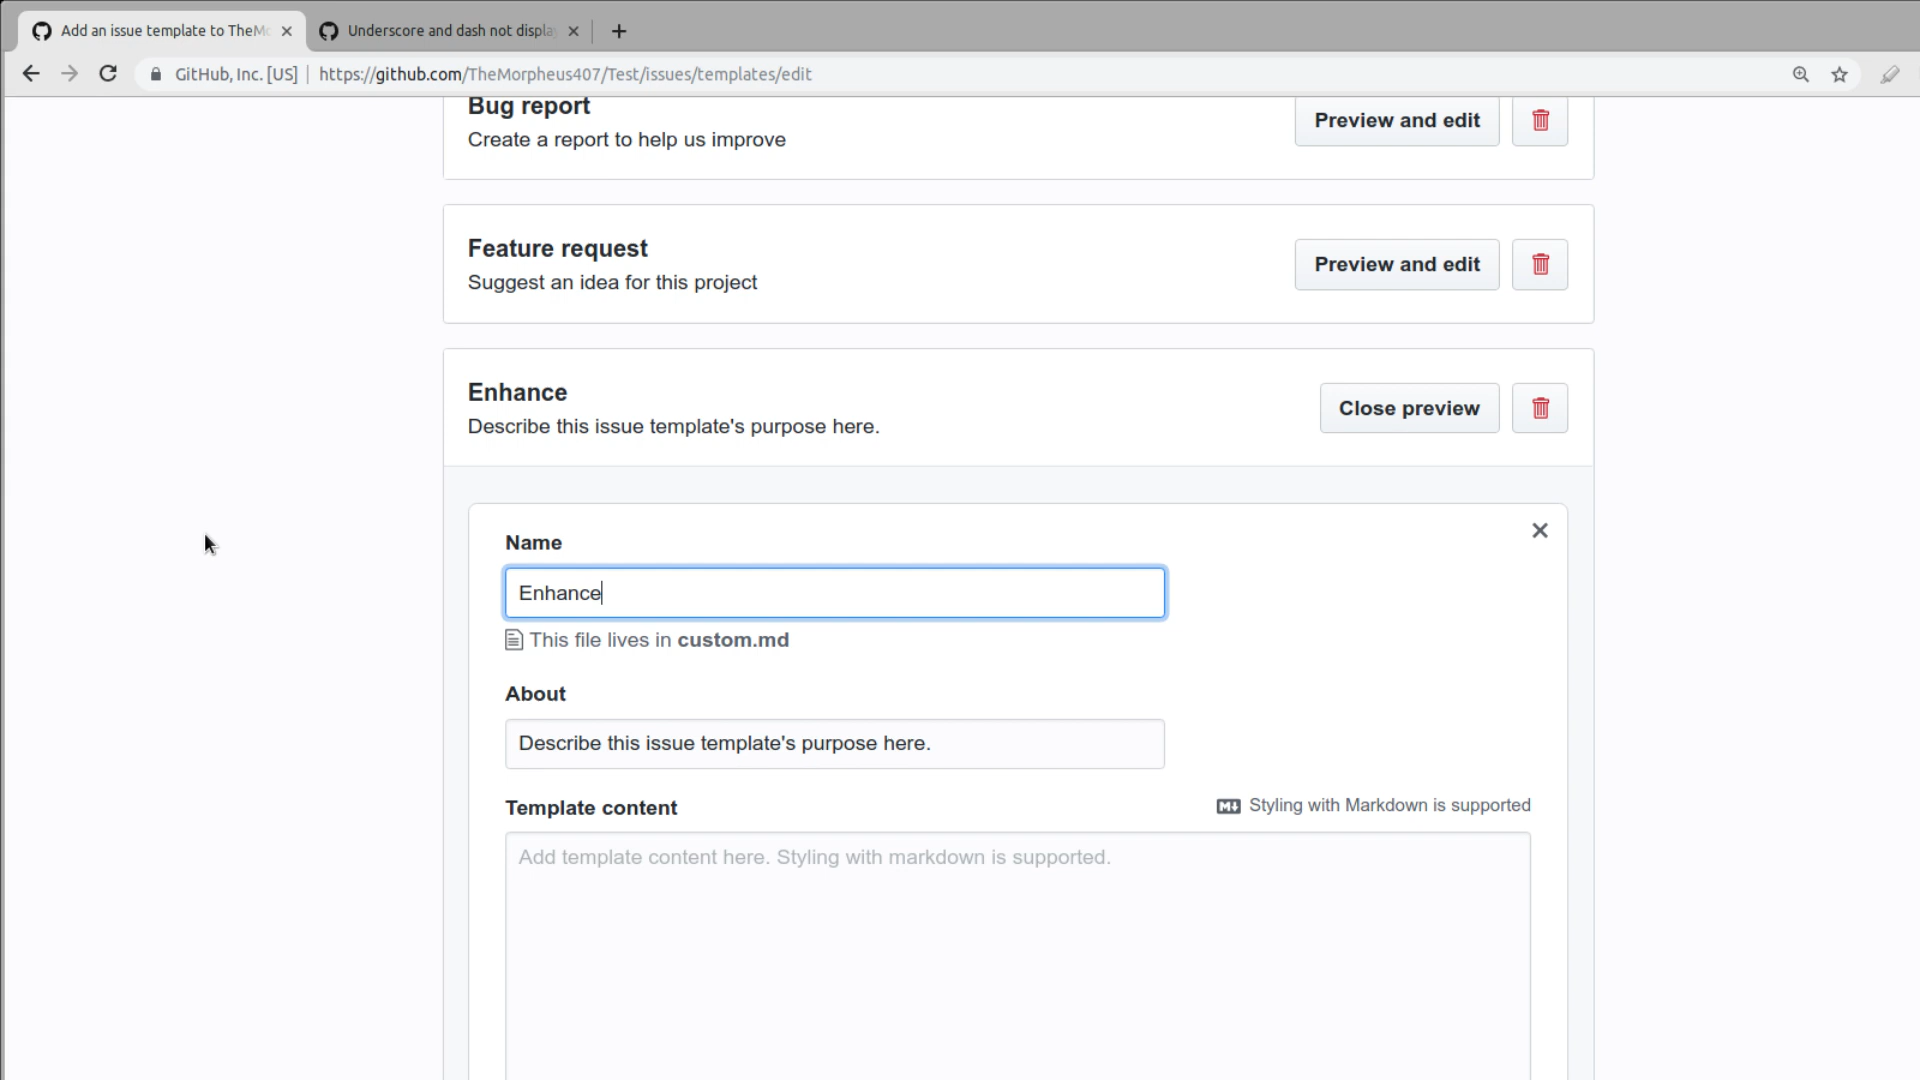 Add an issue template to TheMo
Underscore and dash not displa
GitHub, Inc. [US] | https://github.com/TheMorpheus407/Test/issues/templates/edit
Bug report
Create a report to help us improve
Preview and edit
Feature request
Suggest an idea for this project
Preview and edit
Enhance
Describe this issue template's purpose here.
Close preview
Name
Enhance
This file lives in custom.md
About
Describe this issue template's purpose here.
Template content
Styling with Markdown is supported
Add template content here. Styling with markdown is supported.